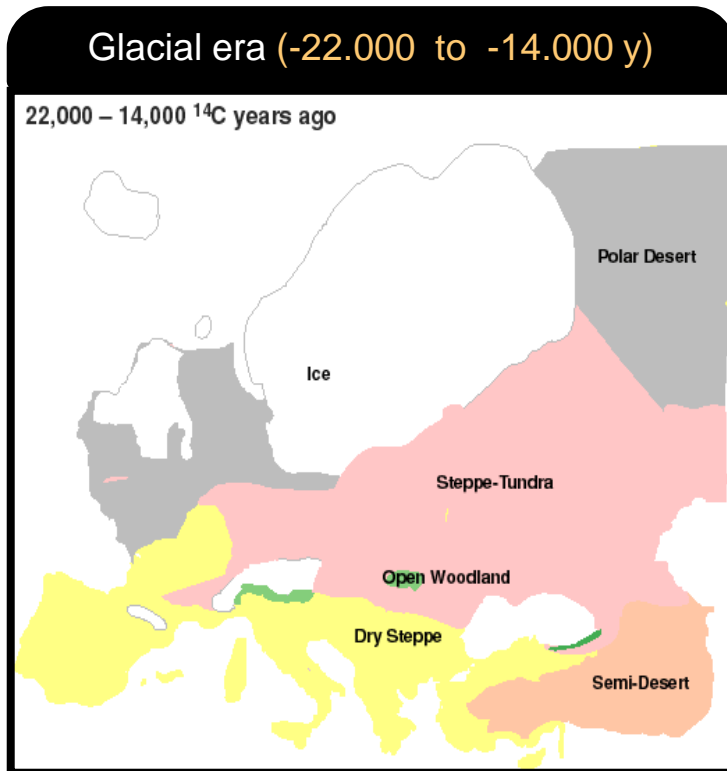 Glacial era (-22.000 to -14.000 y)
22,000 – 14,000 ¹⁴C years ago
Polar Desert
Ice
Steppe-Tundra
Open Woodland
Dry Steppe
Semi-Desert